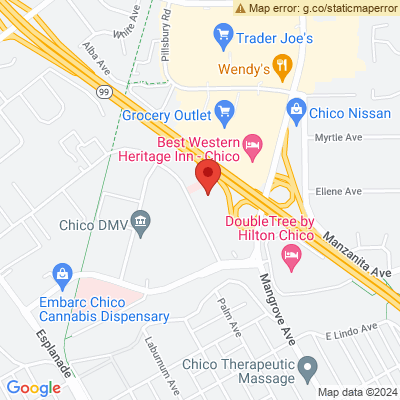 Map error: g.co/staticmaperror
White Ave
Pillsbury Rd
Trader Joe's
Alba Ave
Wendy's
99
Grocery Outlet
Chico Nissan
Best Western
Heritage Inn - Chico
Myrtle Ave
Eliene Ave
Chico DMV
DoubleTree by
Hilton Chico
Manzanita Ave
Embarc Chico
Cannabis Dispensary
Mangrove Ave
Palm Ave
Esplanade
E Lindo Ave
Laburnum Ave
Chico Therapeutic
Massage
Google
Map data ©2024